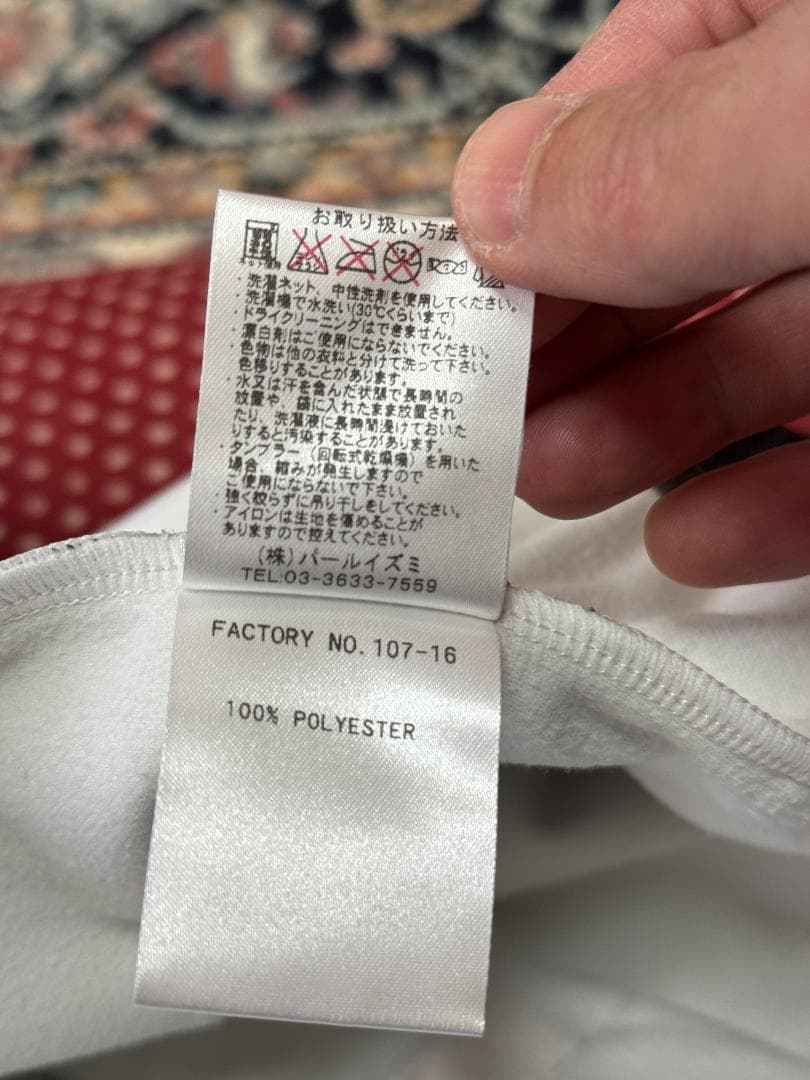 お取り扱い方法
・洗濯ネット、中性洗剤を使用してください。
・洗濯機で水洗い(30℃くらいまで)
・ドライクリーニングはできません。
・漂白剤はご使用にならないでください。
・色物は他の衣料と分けて洗って下さい。
色移りすることがあります。
・水又は汗を含んだ状態で長時間の
放置や、袋に入れたまま放置され
たり、洗濯液に長時間浸けておいた
りすると汚染することがあります。
・タンブラー(回転式乾燥機)を用いた
場合、縮みが発生しますので
ご使用にならないで下さい。
・強く絞らずに吊り干しをしてください。
・アイロンは生地を傷めることが
ありますので控えてください。
(株)パールイズミ
TEL:03-3633-7559
FACTORY NO.107-16
100% POLYESTER